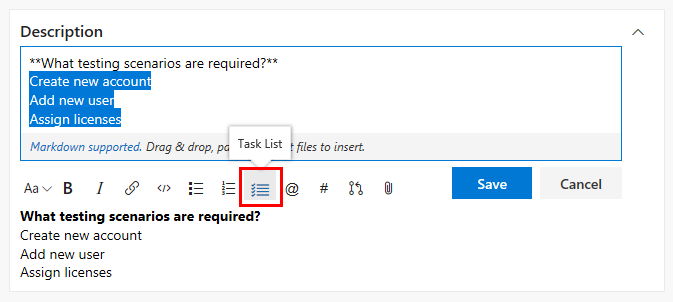 Description
**What testing scenarios are required?**
Create new account
Add new user
Assign licenses
Markdown supported. Drag & drop, pa t files to insert.
Task List
Aa B I </> @ #
Save Cancel
What testing scenarios are required?
Create new account
Add new user
Assign licenses